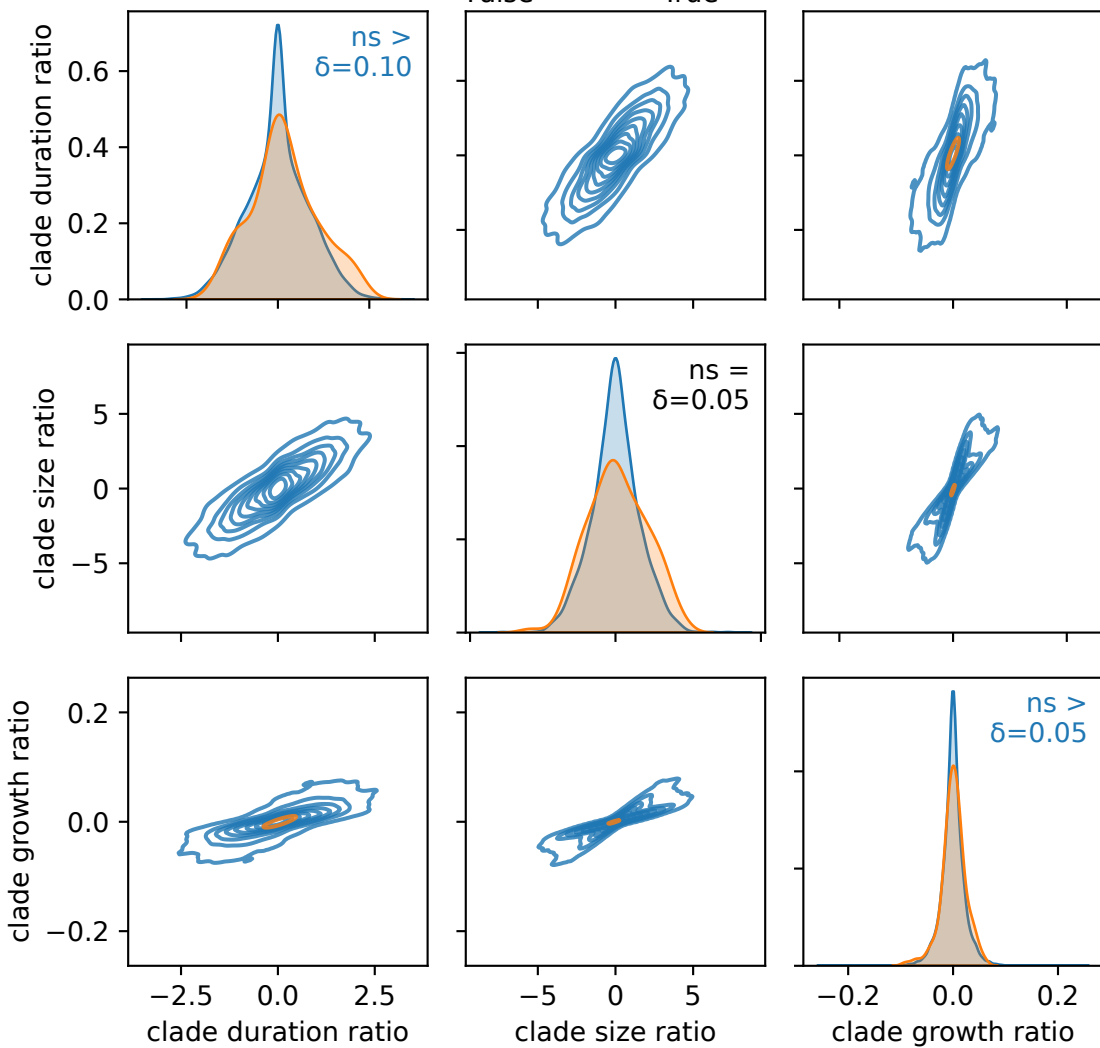 clade duration ratio
0.6
0.4
0.2
0.0
ns >
δ=0.10
clade size ratio
5
0
−5
ns =
δ=0.05
clade growth ratio
0.2
0.0
−0.2
ns >
δ=0.05
−2.5
0.0
2.5
−5
0
5
−0.2
0.0
0.2
clade duration ratio
clade size ratio
clade growth ratio